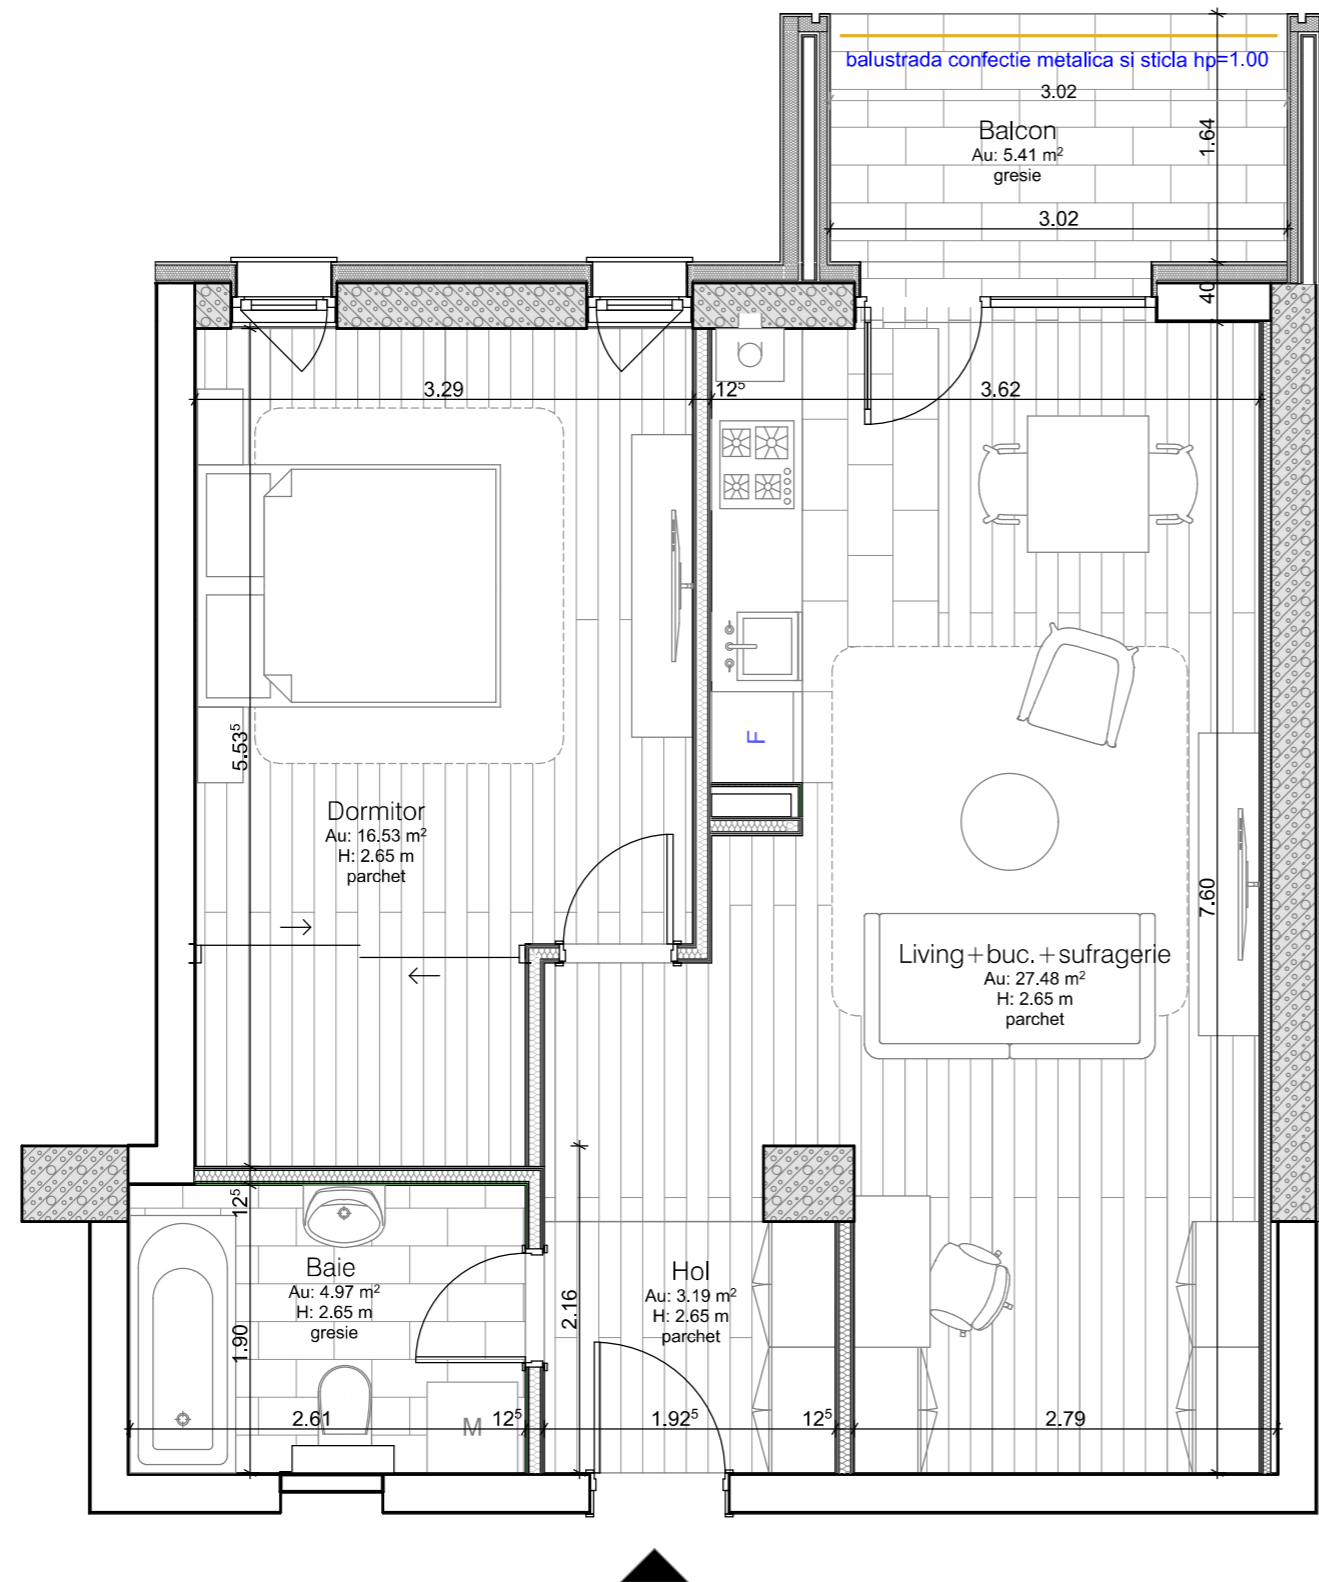 balustrada confectie metalica si sticla hp=1.00
3.02
Balcon
Au: 5.41 m²
gresie
1.64
3.02
40
3.29
12⁵
3.62
F
5.53⁵
Dormitor
Au: 16.53 m²
H: 2.65 m
parchet
7.60
Living+buc.+sufragerie
Au: 27.48 m²
H: 2.65 m
parchet
12⁵
Baie
Au: 4.97 m²
H: 2.65 m
gresie
1.90
2.16
Hol
Au: 3.19 m²
H: 2.65 m
parchet
2.61
M
12⁵
1.92⁵
12⁵
2.79